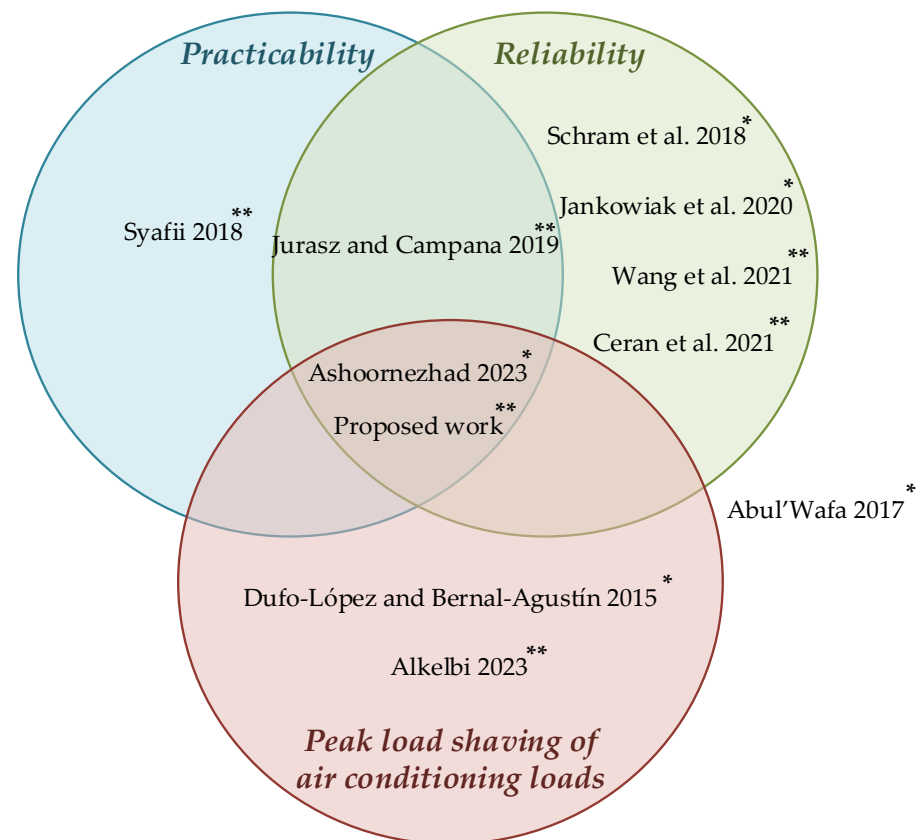 Practicability
Reliability
Schram et al. 2018*
Jankowiak et al. 2020*
Syafii 2018**
Jurasz and Campana 2019**
Wang et al. 2021**
Ceran et al. 2021**
Ashoornezhad 2023*
Proposed work**
Abul’Wafa 2017*
Dufo-López and Bernal-Agustín 2015*
Alkelbi 2023**
Peak load shaving of
air conditioning loads